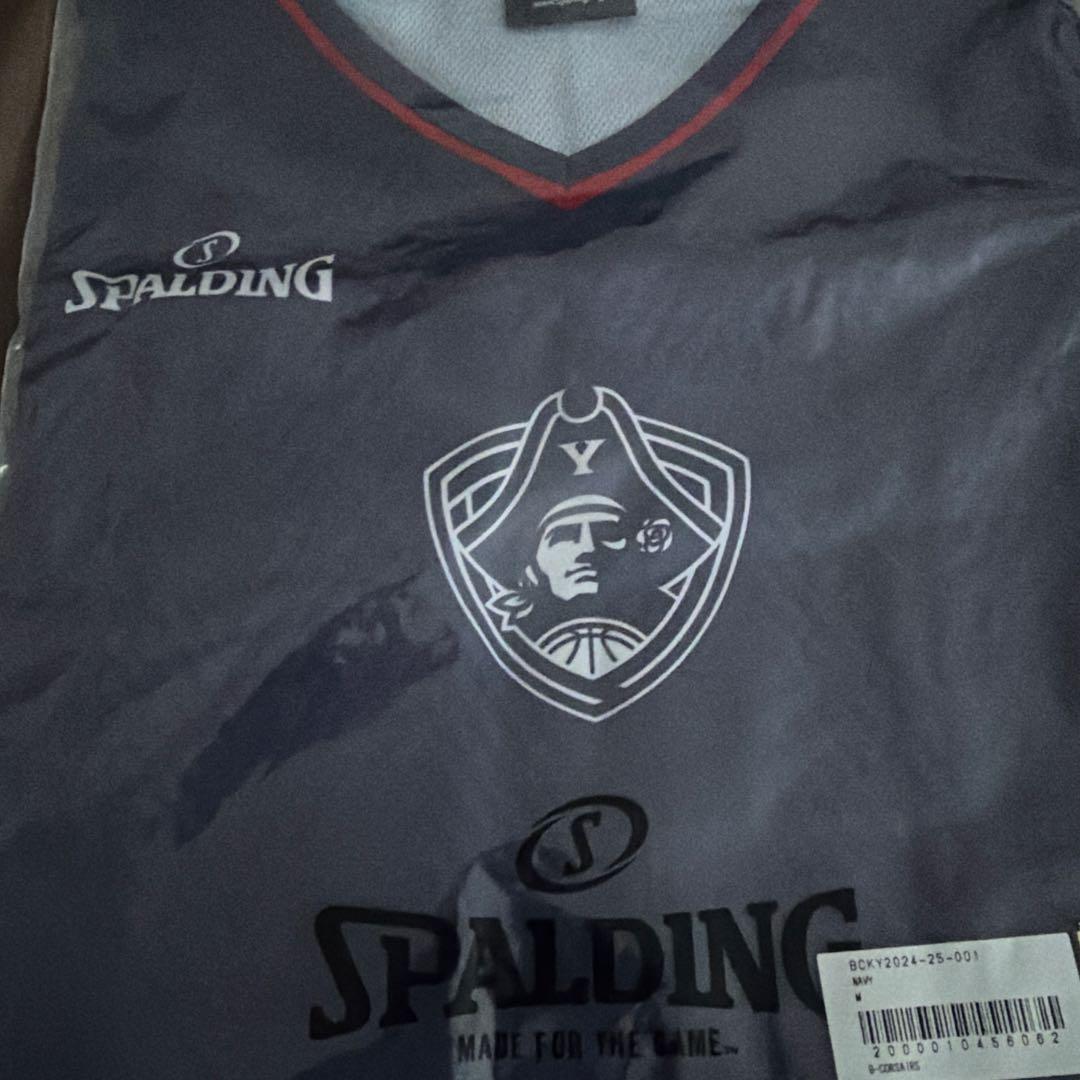 S
SPALDING
Y
S
SPALDING
MADE FOR THE GAME
BCKY2024-25-001
NAVY
M
2000010456062
B-CORSAIRS